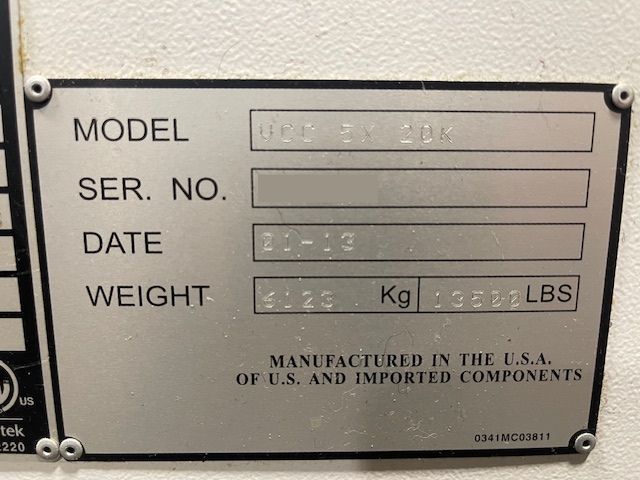 MODEL VCC 5X 20K
SER. NO.
DATE 01-13
WEIGHT 6123 Kg 13500 LBS
MANUFACTURED IN THE U.S.A.
OF U.S. AND IMPORTED COMPONENTS
0341MC03811
US
tek
220